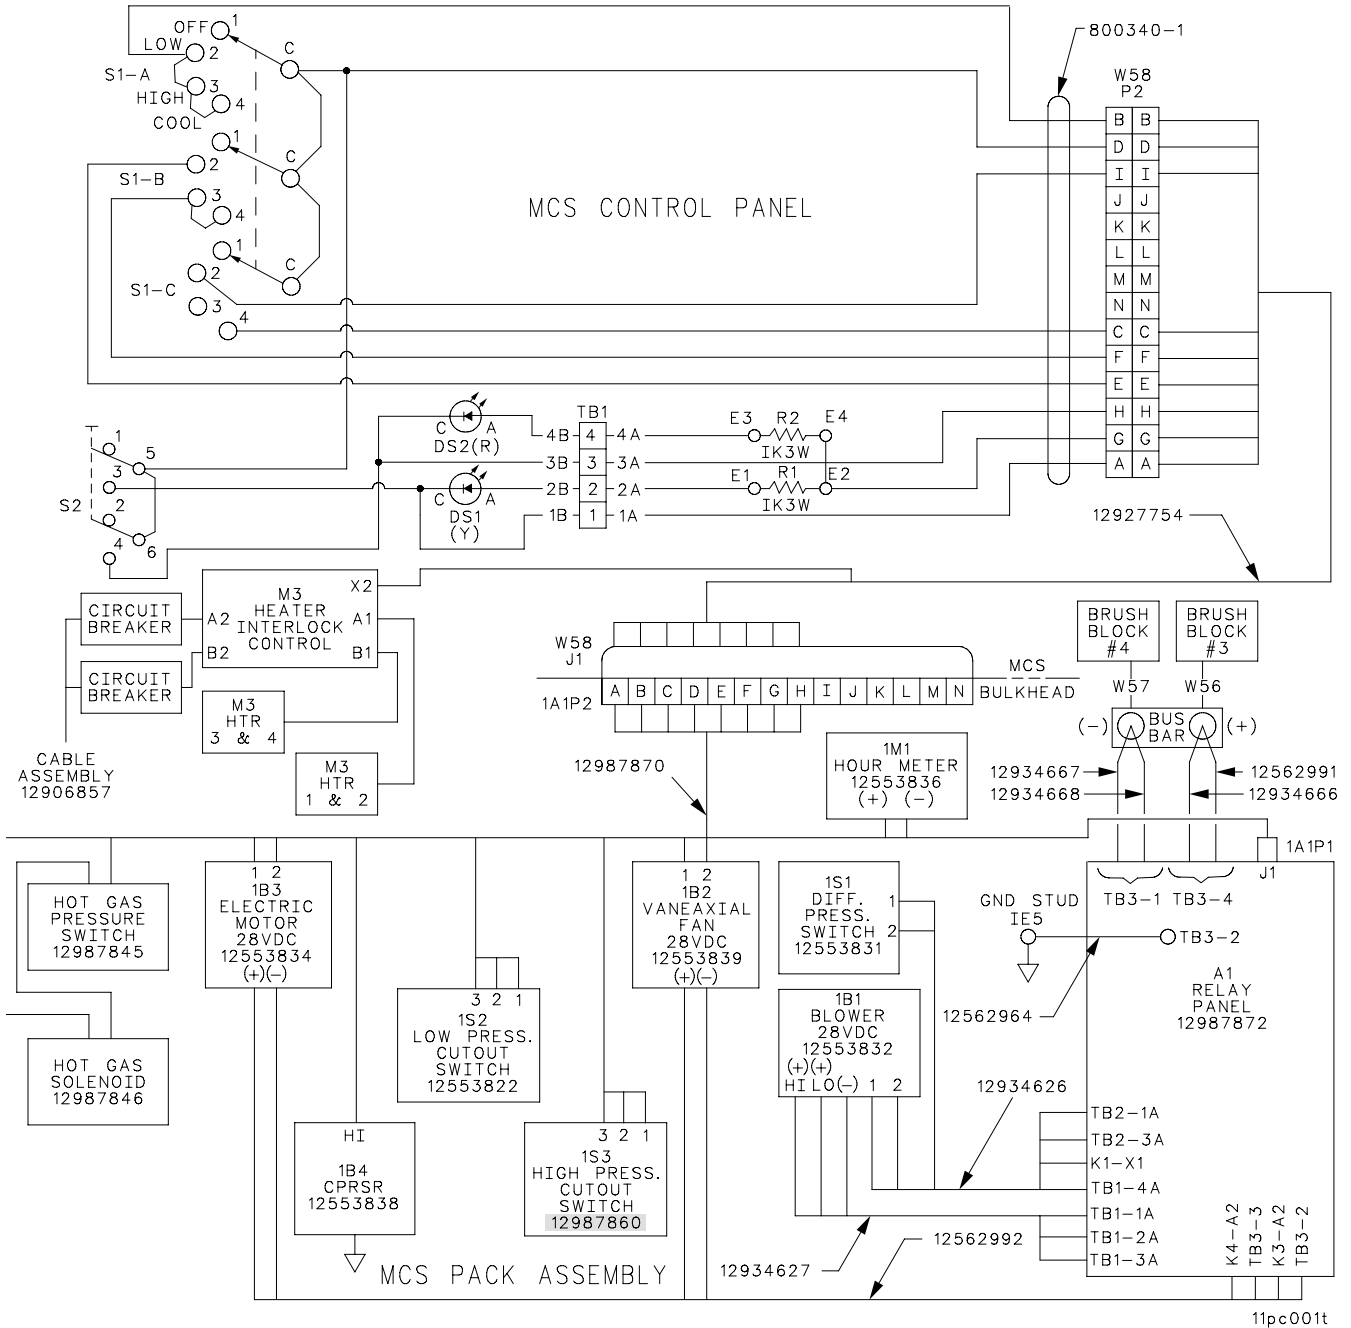 OFF 1
LOW 2
C
S1-A
HIGH 3
4
COOL
1
2
C
S1-B
3
4
1
C
2
S1-C
3
4
MCS CONTROL PANEL
800340-1
W58
P2
B B
D D
I I
J J
K K
L L
M M
N N
C C
F F
E E
H H
G G
A A
1
5
3
S2
2
6
4
C A
DS2(R)
C A
DS1
(Y)
TB1
4B 4 4A
3B 3 3A
2B 2 2A
1B 1 1A
E3 R2 E4
1K3W
E1 R1 E2
1K3W
12927754
CIRCUIT
BREAKER
CIRCUIT
BREAKER
M3
HEATER
INTERLOCK
CONTROL
X2
A2 A1
B2 B1
M3
HTR
3 & 4
M3
HTR
1 & 2
CABLE
ASSEMBLY
12906857
W58
J1
1A1P2
A B C D E F G H I J K L M N
MCS
BULKHEAD
BRUSH
BLOCK
#4
BRUSH
BLOCK
#3
W57 W56
(-) BUS
BAR (+)
12987870
1M1
HOUR METER
12553836
(+) (-)
12934667
12934668
12562991
12934666
1A1P1
J1
HOT GAS
PRESSURE
SWITCH
12987845
1 2
1B3
ELECTRIC
MOTOR
28VDC
12553834
(+)(-)
1 2
1B2
VANEAXIAL
FAN
28VDC
12553839
(+)(-)
1S1
DIFF.
PRESS.
SWITCH
12553831
1
2
GND STUD
IE5
TB3-1 TB3-4
TB3-2
A1
RELAY
PANEL
12987872
12562964
HOT GAS
SOLENOID
12987846
3 2 1
1S2
LOW PRESS.
CUTOUT
SWITCH
12553822
1B1
BLOWER
28VDC
12553832
(+)(+)
HI LO(-) 1 2
12934626
HI
1B4
CPRSR
12553838
3 2 1
1S3
HIGH PRESS.
CUTOUT
SWITCH
12987860
TB2-1A
TB2-3A
K1-X1
TB1-4A
TB1-1A
TB1-2A
TB1-3A
K4-A2
TB3-3
K3-A2
TB3-2
12934627
12562992
MCS PACK ASSEMBLY
11pc001t